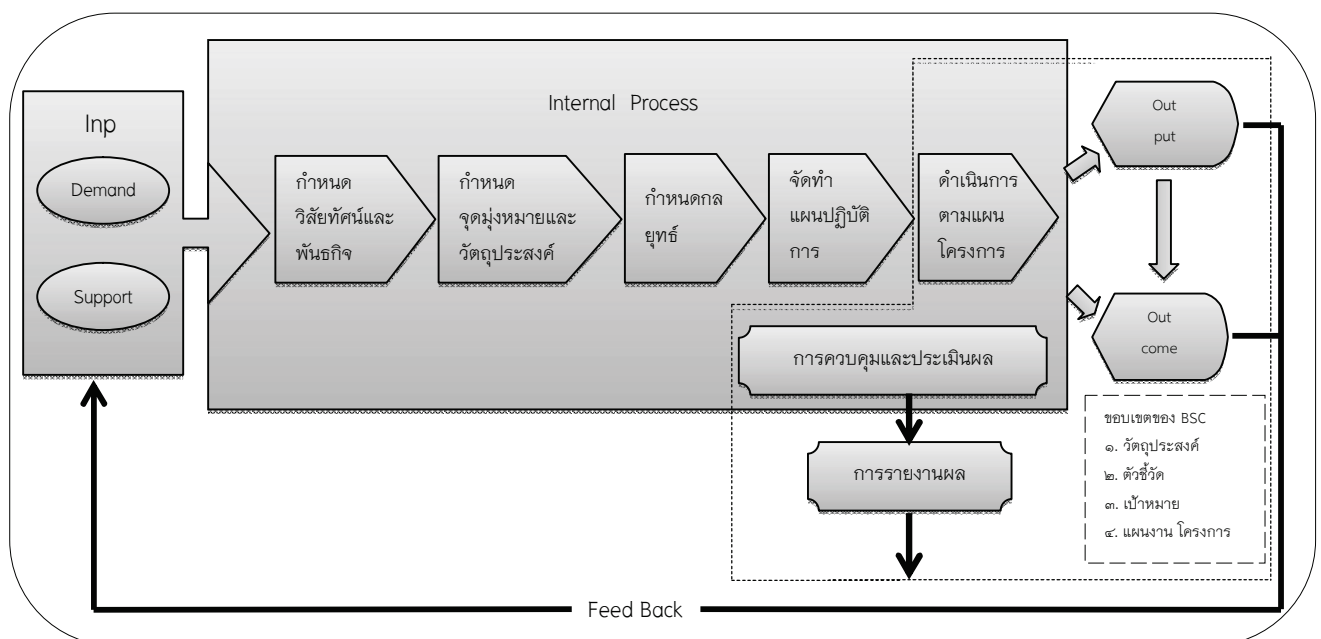 Inp
Demand
Support
Internal Process
กำหนด
วิสัยทัศน์และ
พันธกิจ
กำหนด
จุดมุ่งหมายและ
วัตถุประสงค์
กำหนดกล
ยุทธ์
จัดทำ
แผนปฏิบัติ
การ
ดำเนินการ
ตามแผน
โครงการ
Out
put
Out
come
การควบคุมและประเมินผล
การรายงานผล
ขอบเขตของ BSC
๑. วัตถุประสงค์
๒. ตัวชี้วัด
๓. เป้าหมาย
๔. แผนงาน โครงการ
Feed Back